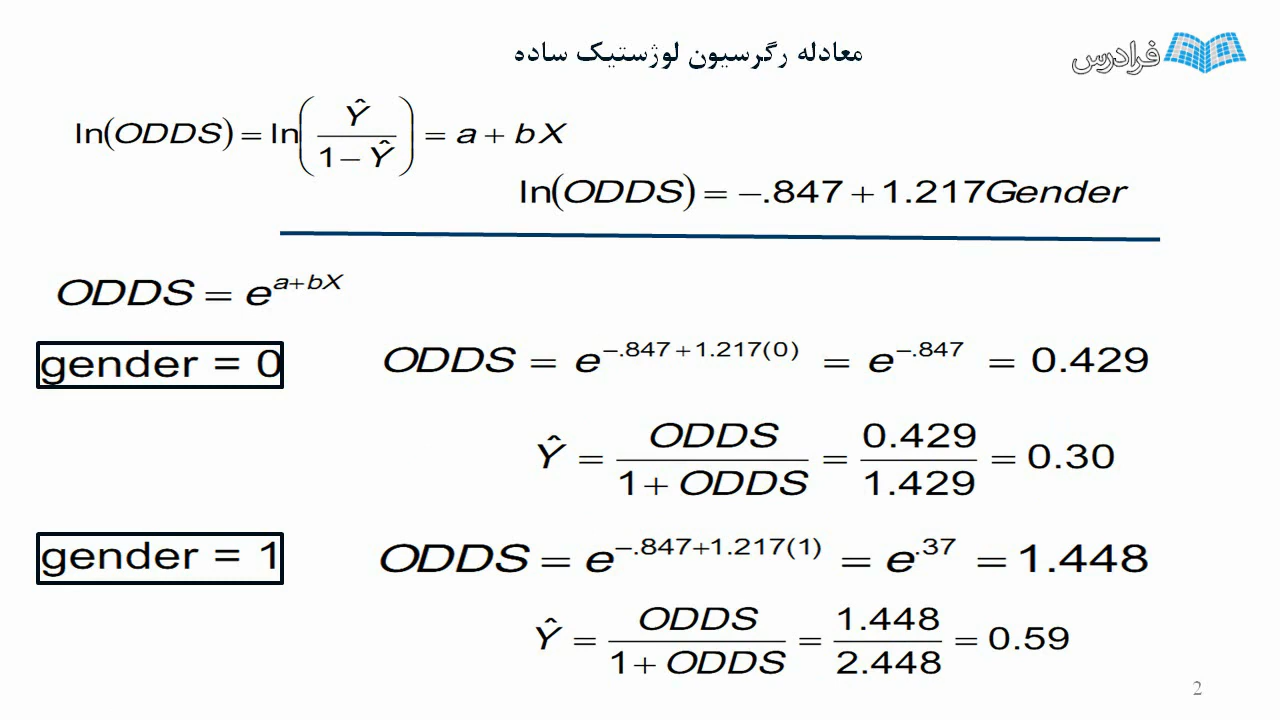 معادله رگرسیون لوژستیک ساده
فرادرس
ln(ODDS) = ln(Ŷ / 1 − Ŷ) = a + bX
ln(ODDS) = −.847 + 1.217Gender
ODDS = e^{a+bX}
gender = 0
ODDS = e^{−.847+1.217(0)} = e^{−.847} = 0.429
Ŷ = ODDS / 1 + ODDS = 0.429 / 1.429 = 0.30
gender = 1
ODDS = e^{−.847+1.217(1)} = e^{.37} = 1.448
Ŷ = ODDS / 1 + ODDS = 1.448 / 2.448 = 0.59
2